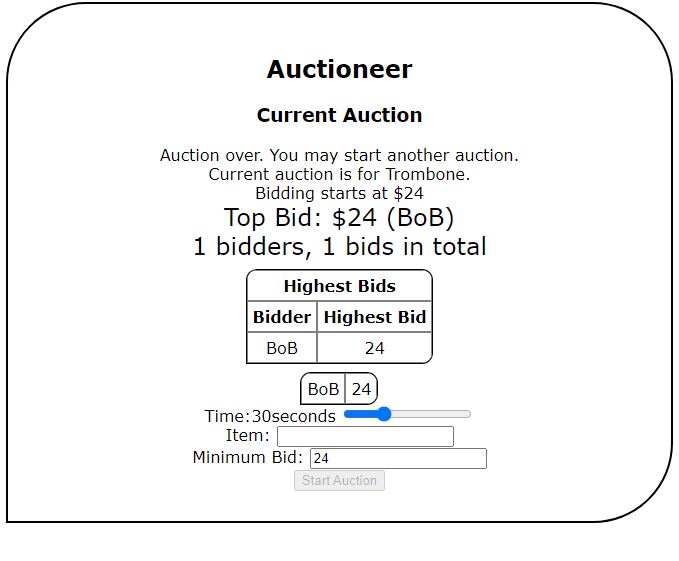 Auctioneer
Current Auction
Auction over. You may start another auction.
Current auction is for Trombone.
Bidding starts at $24
Top Bid: $24 (BoB)
1 bidders, 1 bids in total
Highest Bids
Bidder Highest Bid
BoB 24
BoB 24
Time:30seconds
Item:
Minimum Bid: 24
Start Auction